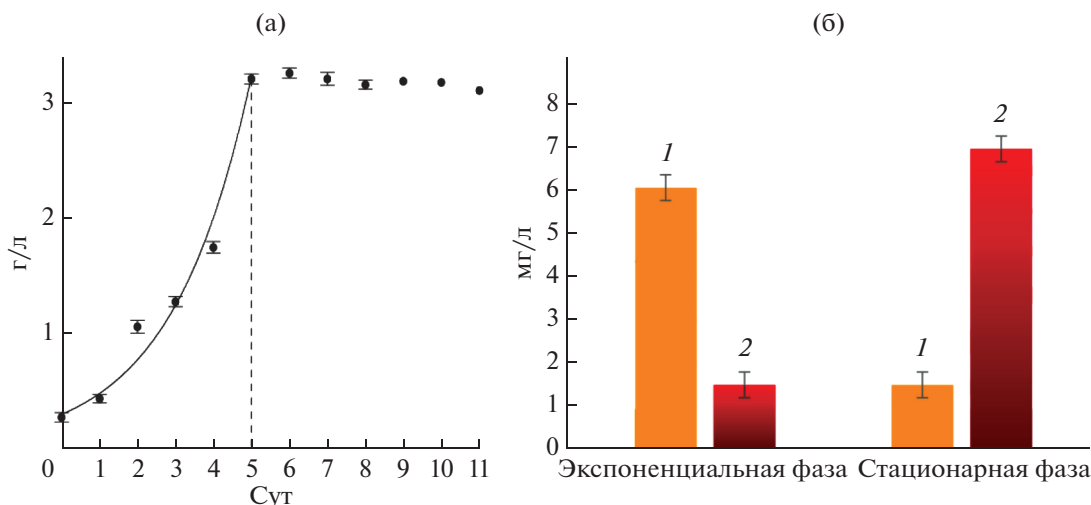 (а)
г/л
3
2
1
0 1 2 3 4 5 6 7 8 9 10 11
Сут
(б)
мг/л
8
7
6
5
4
3
2
1
0
1
2
1
2
Экспоненциальная фаза Стационарная фаза